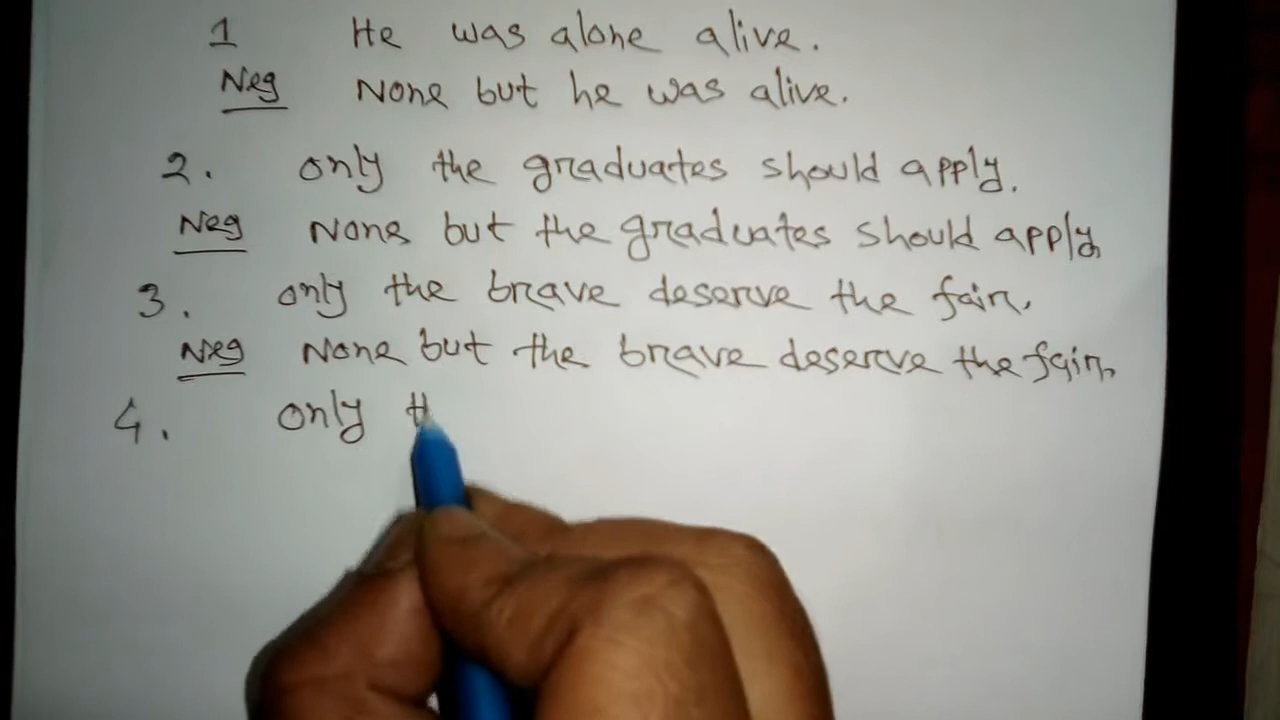 1 He was alone alive.
Neg None but he was alive.
2. only the graduates should apply.
Neg None but the graduates should apply.
3. only the brave deserve the fair.
Neg None but the brave deserve the fair.
4. only